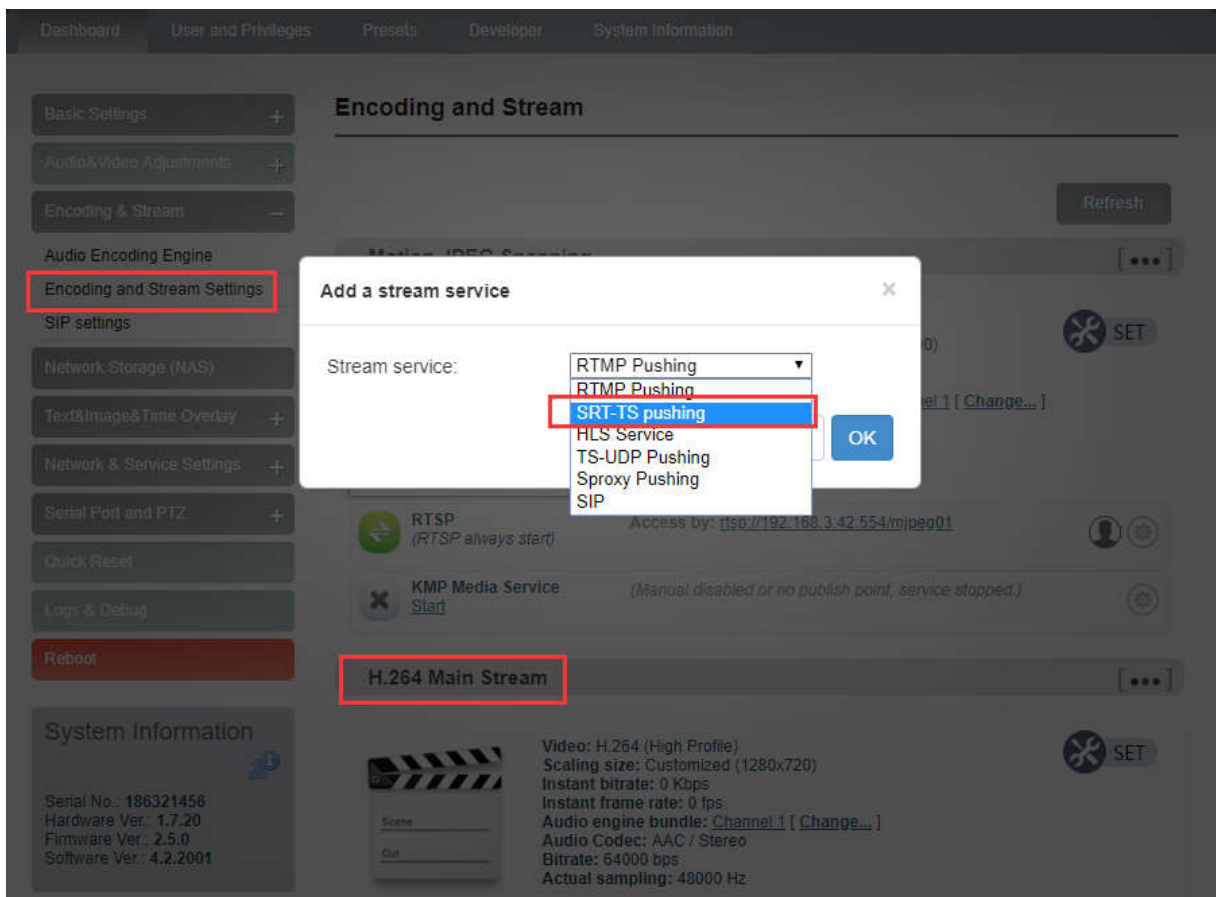 Dashboard User and Privileges Presets Developer System Information
Basic Settings +
Audio&Video Adjustments +
Encoding & Stream –
Audio Encoding Engine
Encoding and Stream Settings
SIP settings
Network Storage (NAS)
Text&Image&Time Overlay +
Network & Service Settings +
Serial Port and PTZ +
Quick Reset
Logs & Debug
Reboot
System Information
Serial No.: 186321456
Hardware Ver.: 1.7.20
Firmware Ver.: 2.5.0
Software Ver.: 4.2.2001
Encoding and Stream
Refresh
[•••]
SET
0)
el 1 [ Change... ]
Add a stream service ×
Stream service: RTMP Pushing ▼
RTMP Pushing
SRT-TS pushing
HLS Service
TS-UDP Pushing
Sproxy Pushing
SIP
OK
RTSP Access by: rtsp://192.168.3.42:554/mjpeg01
(RTSP always start)
KMP Media Service (Manual disabled or no publish point, service stopped.)
Start
H.264 Main Stream [•••]
SET
Scene
Cut
Video: H.264 (High Profile)
Scaling size: Customized (1280x720)
Instant bitrate: 0 Kbps
Instant frame rate: 0 fps
Audio engine bundle: Channel 1 [ Change... ]
Audio Codec: AAC / Stereo
Bitrate: 64000 bps
Actual sampling: 48000 Hz